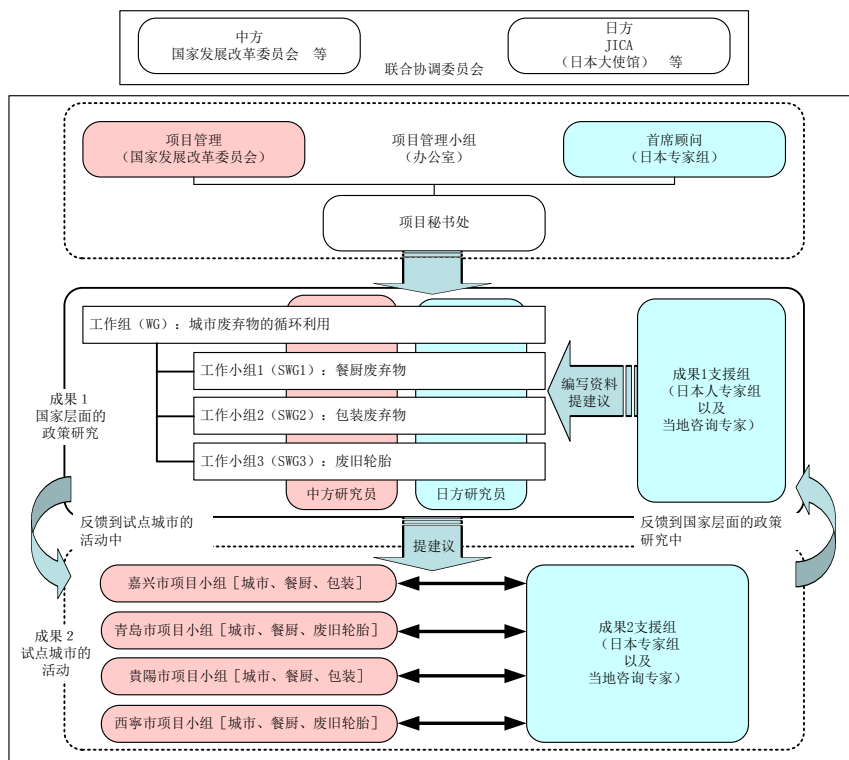 中方
国家发展改革委员会 等
日方
JICA
（日本大使馆） 等
联合协调委员会
项目管理
（国家发展改革委员会）
项目管理小组
（办公室）
首席顾问
（日本专家组）
项目秘书处
工作组（WG）：城市废弃物的循环利用
工作小组1（SWG1）：餐厨废弃物
工作小组2（SWG2）：包装废弃物
工作小组3（SWG3）：废旧轮胎
中方研究员
日方研究员
编写资料
提建议
成果1支援组
（日本人专家组
以及
当地咨询专家）
成果 1
国家层面的
政策研究
反馈到试点城市的
活动中
提建议
反馈到国家层面的政策
研究中
嘉兴市项目小组［城市、餐厨、包装］
青岛市项目小组［城市、餐厨、废旧轮胎］
貴陽市项目小组［城市、餐厨、包装］
西寧市项目小组［城市、餐厨、废旧轮胎］
成果 2
试点城市的
活动
成果2支援组
（日本专家组
以及
当地咨询专家）